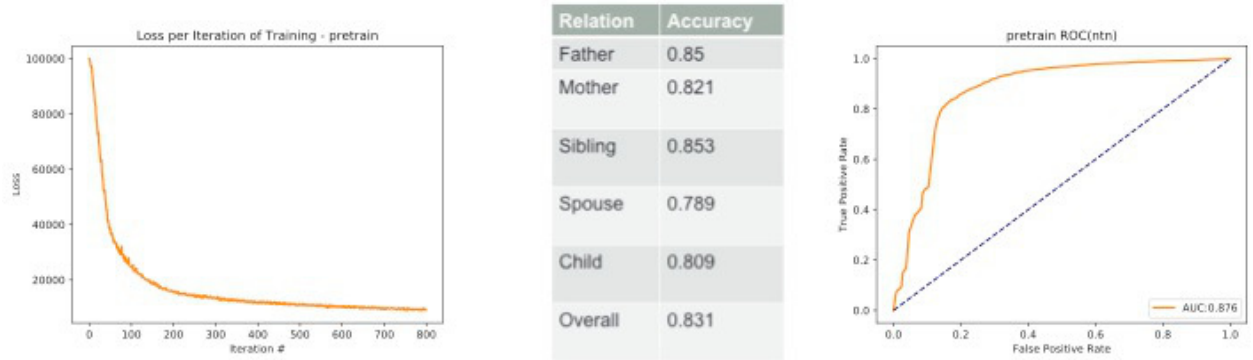 Loss per Iteration of Training - pretrain
100000
80000
60000
40000
20000
Loss
0 100 200 300 400 500 600 700 800
Iteration #
Relation Accuracy
Father 0.85
Mother 0.821
Sibling 0.853
Spouse 0.789
Child 0.809
Overall 0.831
pretrain ROC(ntn)
1.0
0.8
0.6
0.4
0.2
0.0
True Positive Rate
AUC:0.876
0.0 0.2 0.4 0.6 0.8 1.0
False Positive Rate